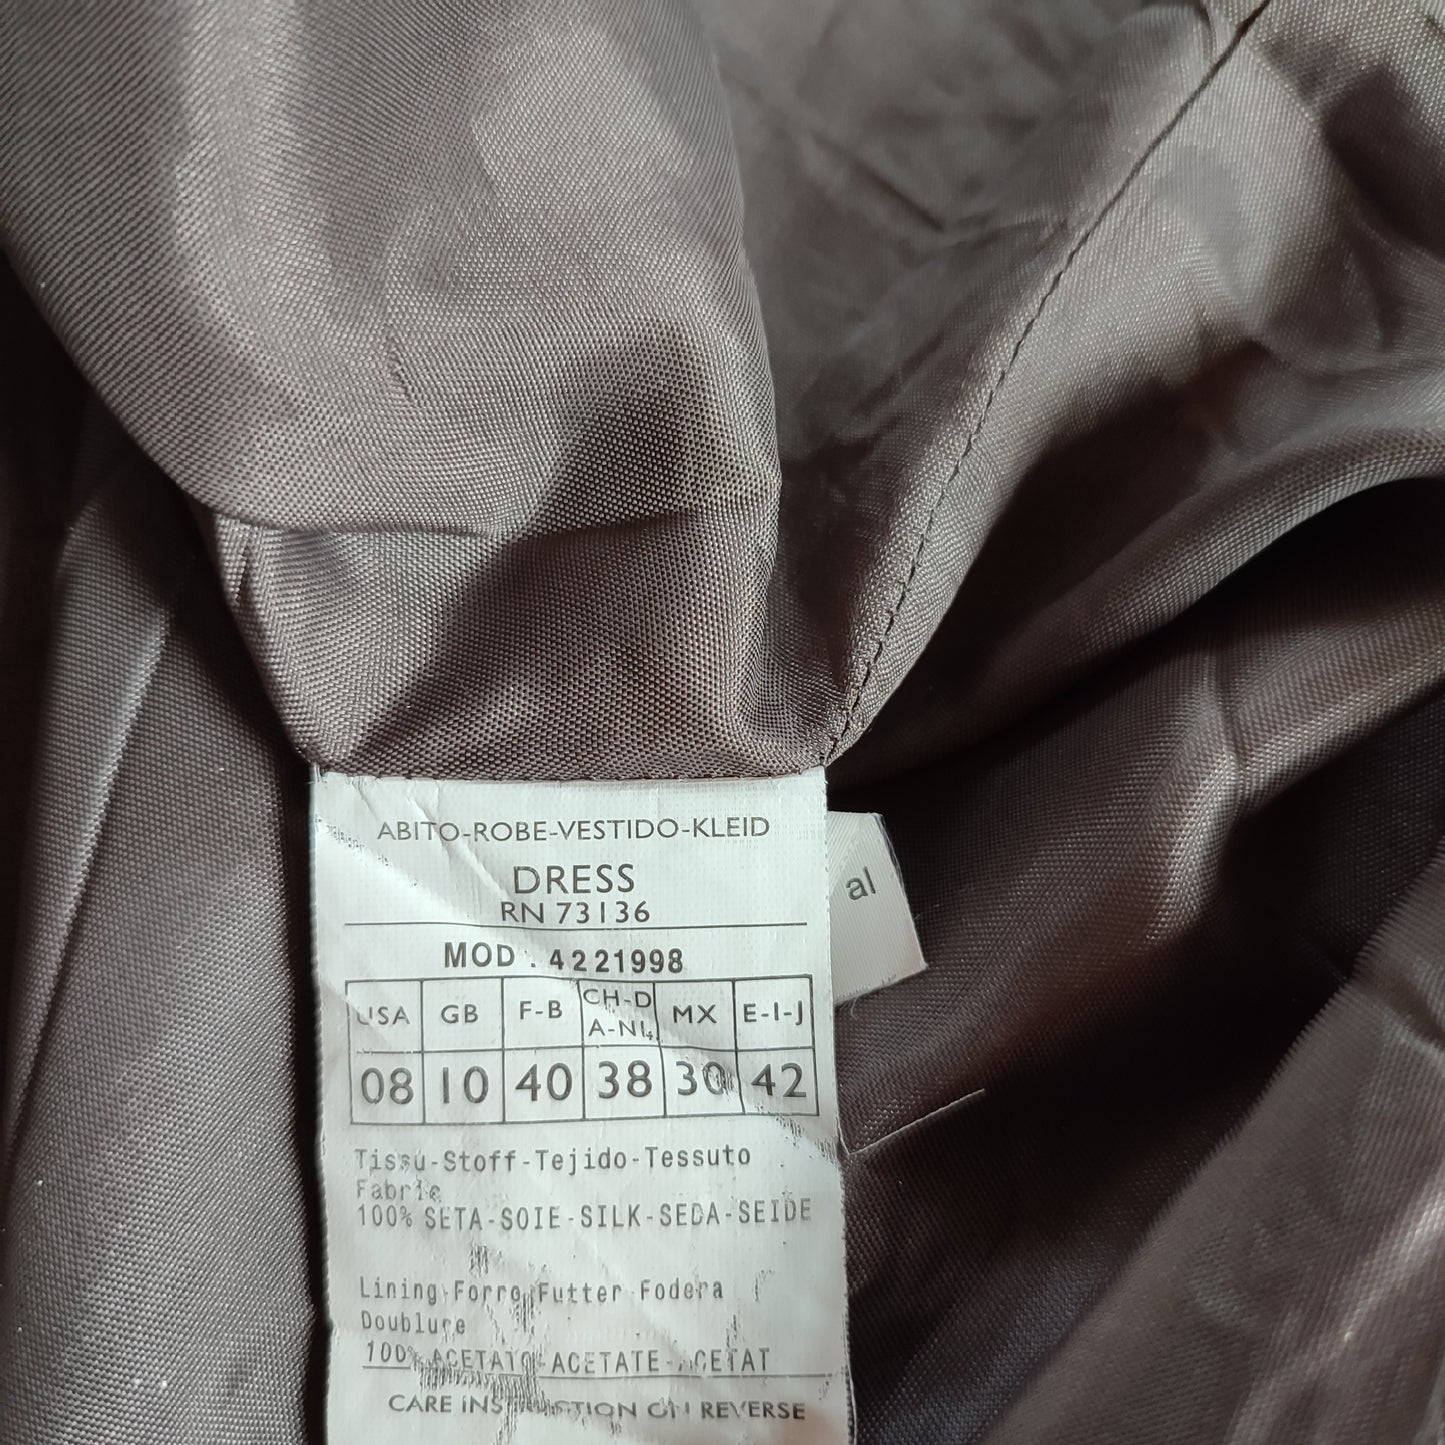 ABITO-ROBE-VESTIDO-KLEID
DRESS
RN 73136
MOD. 4221998
USA GB F-B CH-D A-NL MX E-I-J
08 10 40 38 30 42
Tissu-Stoff-Tejido-Tessuto
Fabric
100% SETA-SOIE-SILK-SEDA-SEIDE
Lining Forro Futter Fodera
Doublure
100% ACETATO-ACETATE-ACETAT
CARE INSTRUCTION ON REVERSE
al